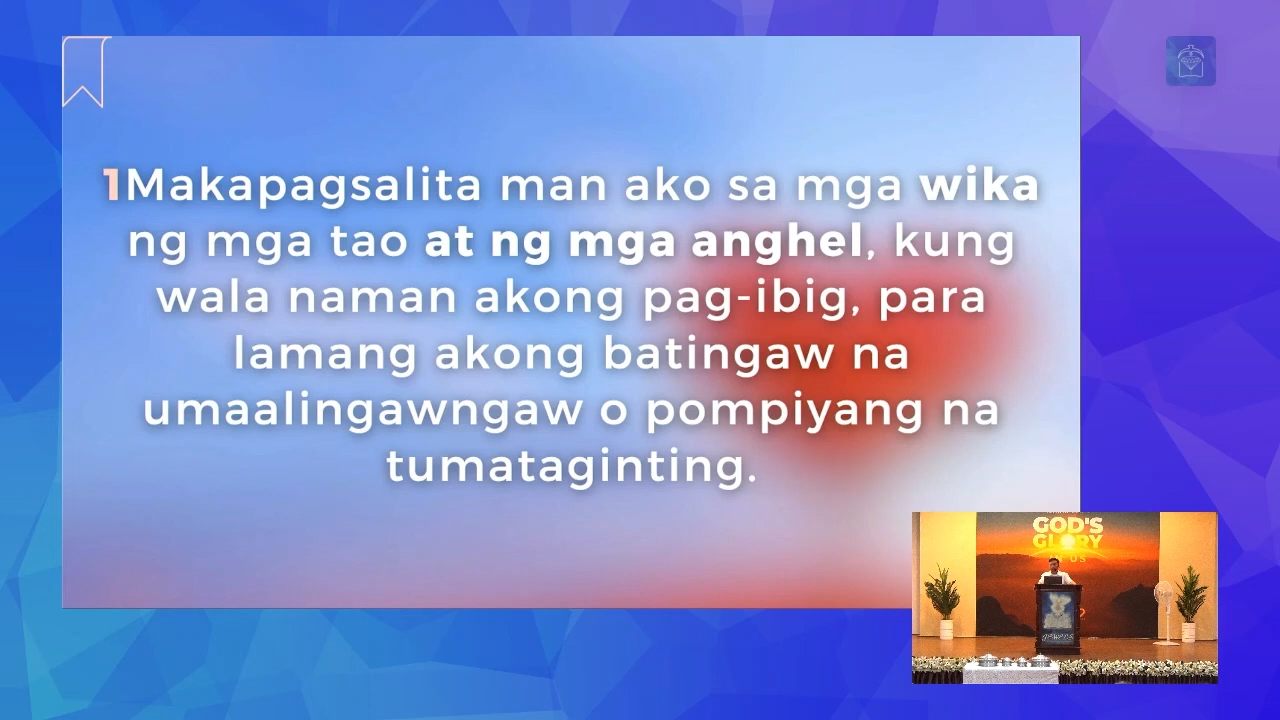 1Makapagsalita man ako sa mga wika
ng mga tao at ng mga anghel, kung
wala naman akong pag-ibig, para
lamang akong batingaw na
umaalingawngaw o pompiyang na
tumataginting.
GOD'S
GLORY
US
?